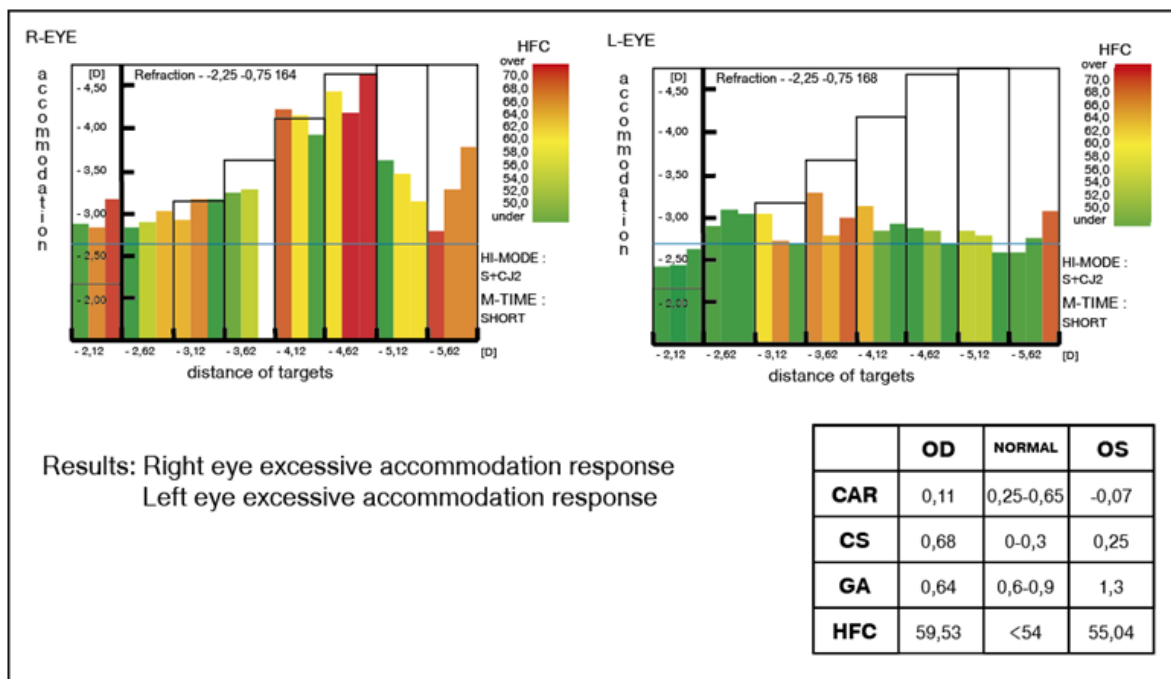 R-EYE
accommodation
[D]
Refraction - -2,25 -0,75 164
- 4,50
- 4,00
- 3,50
- 3,00
- 2,50
- 2,00
- 2,12 - 2,62 - 3,12 - 3,62 - 4,12 - 4,62 - 5,12 - 5,62 [D]
distance of targets
HFC
over
70,0
68,0
66,0
64,0
62,0
60,0
58,0
56,0
54,0
52,0
50,0
under
HI-MODE :
S+CJ2
M-TIME :
SHORT
L-EYE
accommodation
[D]
Refraction - -2,25 -0,75 168
- 4,50
- 4,00
- 3,50
- 3,00
- 2,50
- 2,00
- 2,12 - 2,62 - 3,12 - 3,62 - 4,12 - 4,62 - 5,12 - 5,62 [D]
distance of targets
HFC
over
70,0
68,0
66,0
64,0
62,0
60,0
58,0
56,0
54,0
52,0
50,0
under
HI-MODE :
S+CJ2
M-TIME :
SHORT
Results: Right eye excessive accommodation response
Left eye excessive accommodation response
OD NORMAL OS
CAR 0,11 0,25-0,65 -0,07
CS 0,68 0-0,3 0,25
GA 0,64 0,6-0,9 1,3
HFC 59,53 <54 55,04